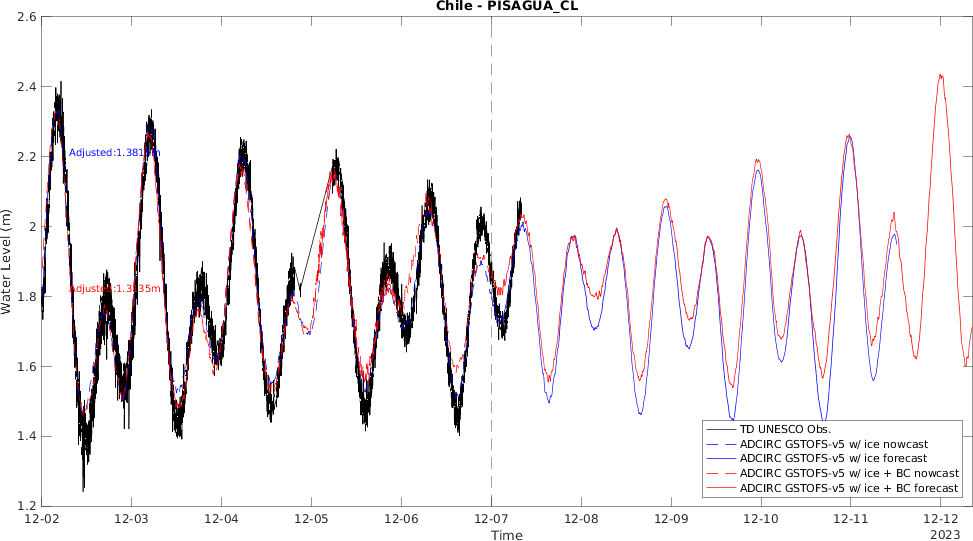 Chile - PISAGUA_CL
2.6
2.4
2.2
2
1.8
1.6
1.4
1.2
Water Level (m)
Adjusted:1.381
Adjusted:1.3
35m
TD UNESCO Obs.
ADCIRC GSTOFS-v5 w/ ice nowcast
ADCIRC GSTOFS-v5 w/ ice forecast
ADCIRC GSTOFS-v5 w/ ice + BC nowcast
ADCIRC GSTOFS-v5 w/ ice + BC forecast
12-02 12-03 12-04 12-05 12-06 12-07 12-08 12-09 12-10 12-11 12-12
Time
2023